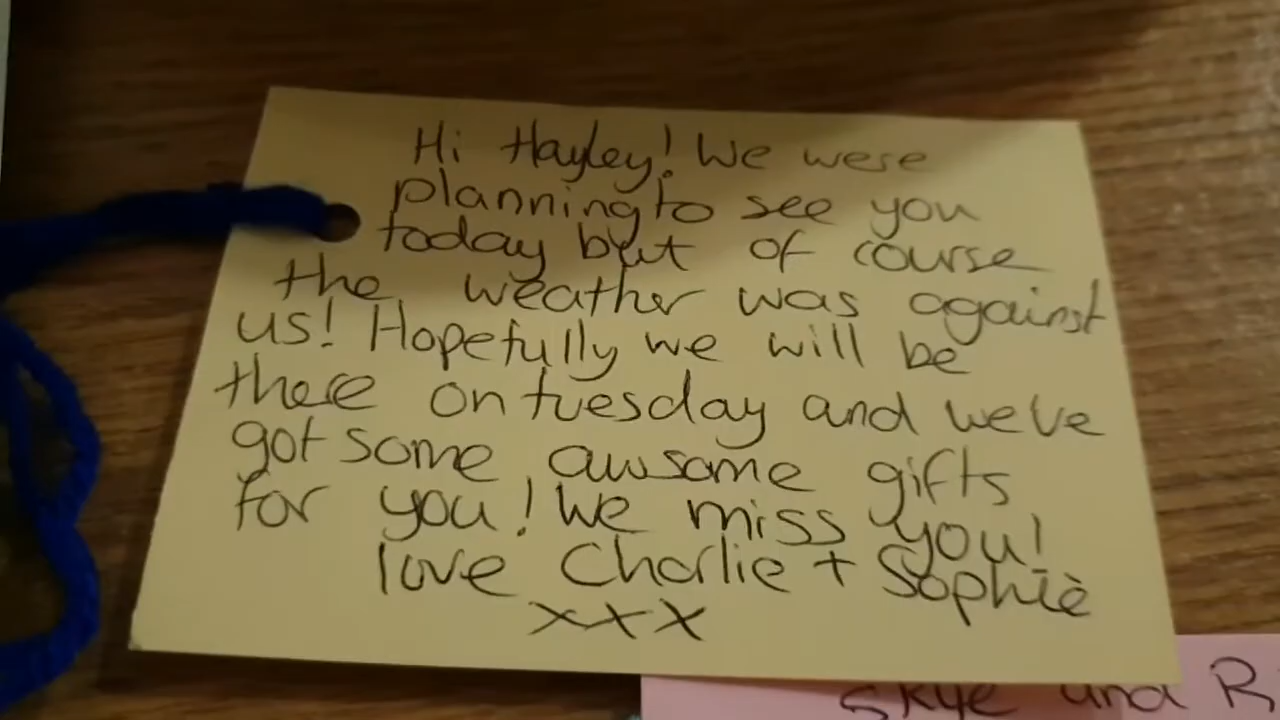 Hi Hayley! We were
planning to see you
today but of course
the weather was against
us! Hopefully we will be
there on tuesday and we've
got some awsome gifts
for you! We miss you!
love Charlie + Sophie
xxx
Skye and